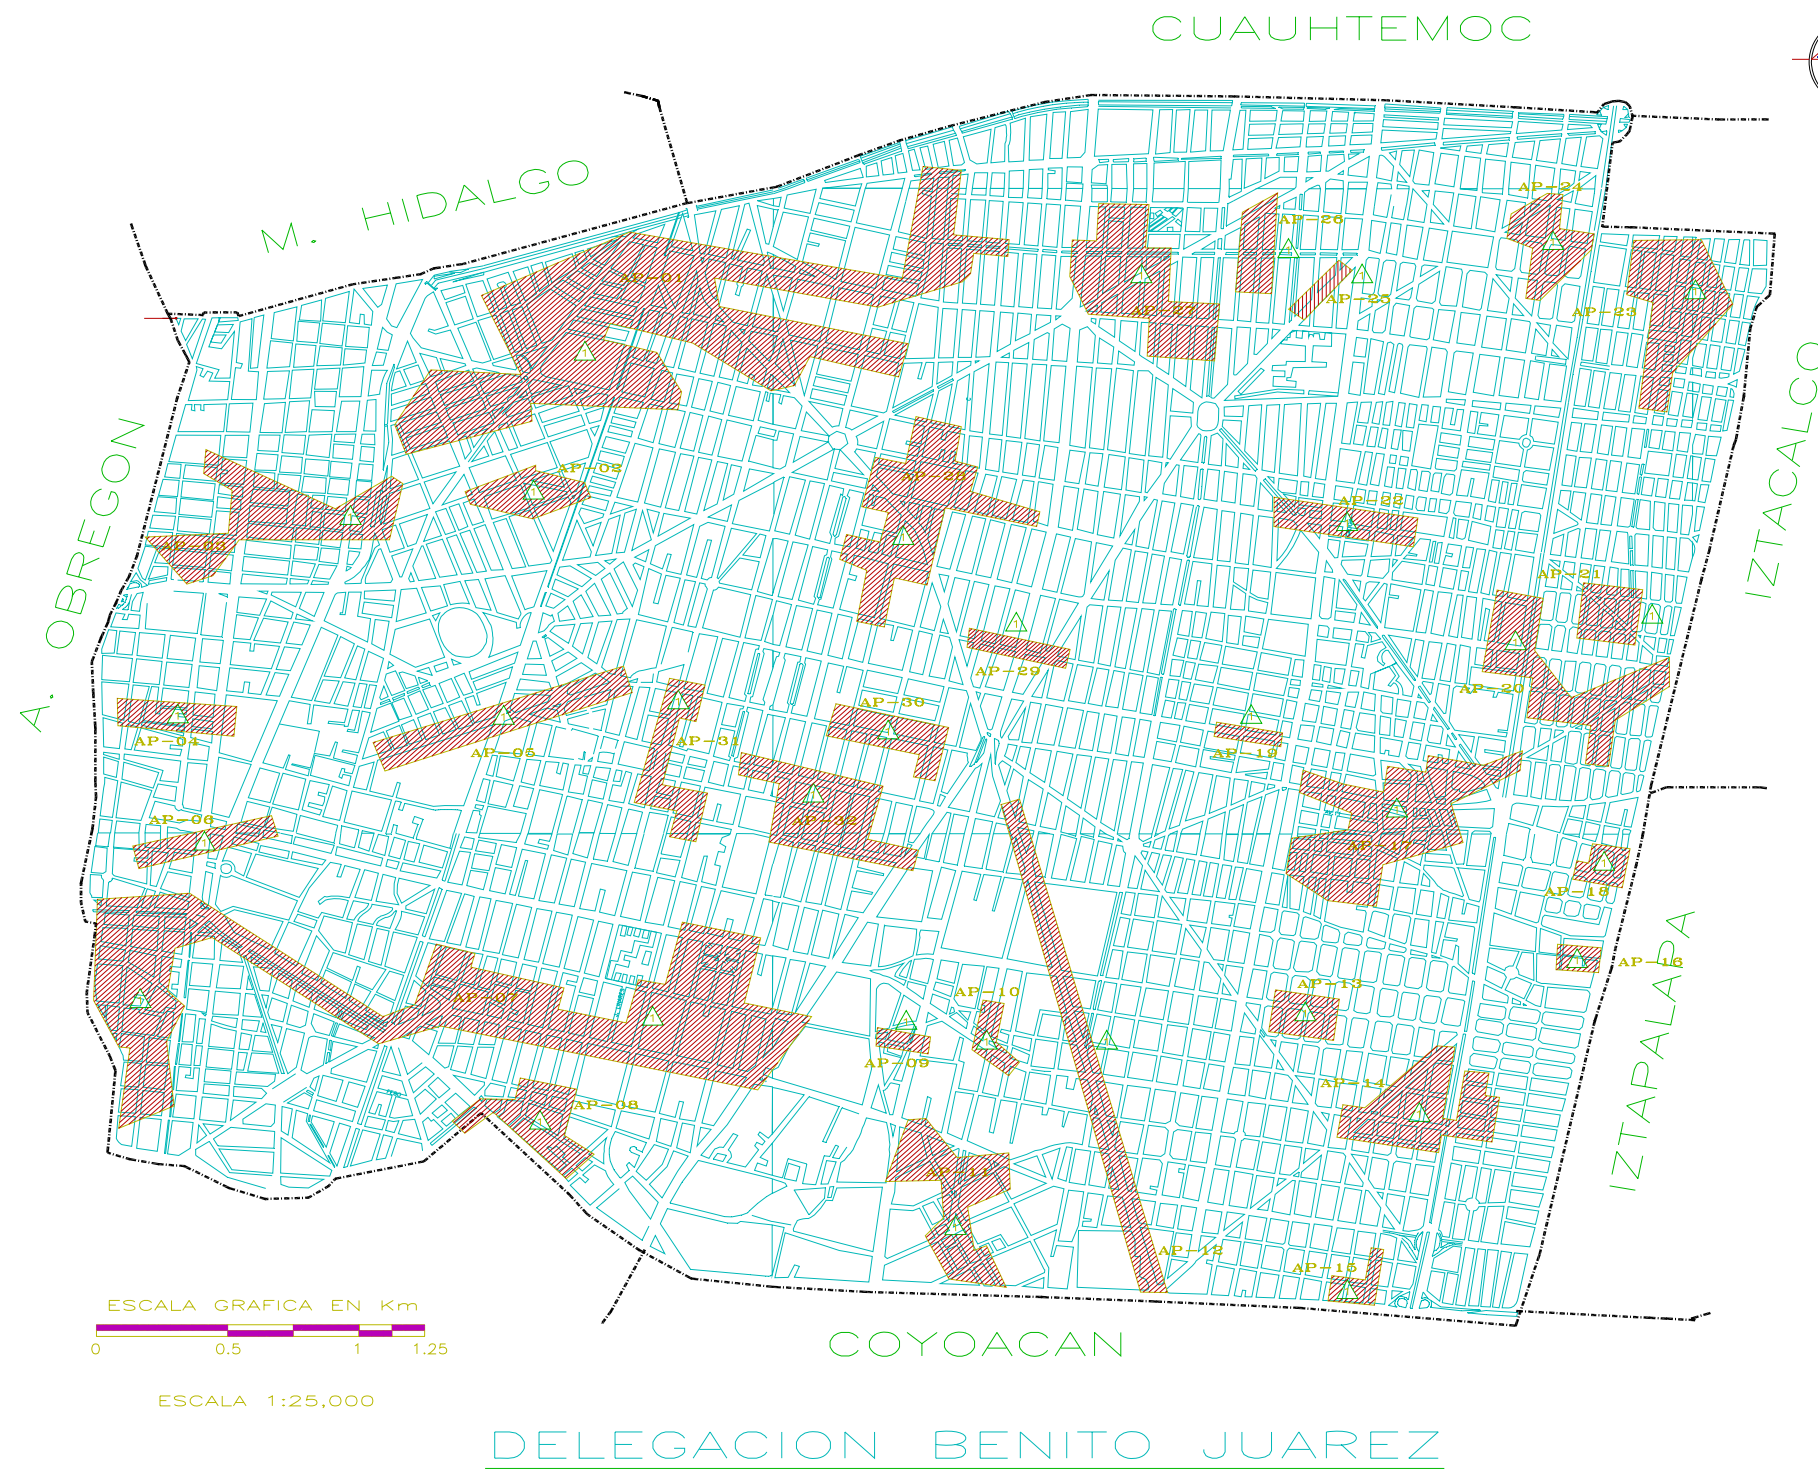 CUAUHTEMOC
M. HIDALGO
AP-24
AP-26
AP-01
AP-25
AP-27
AP-23
IZTACALCO
A. OBREGON
AP-02
AP-28
AP-22
AP-03
AP-21
AP-29
AP-20
AP-30
AP-04
AP-05
AP-31
AP-19
AP-06
AP-32
AP-17
AP-18
IZTAPALAPA
AP-16
AP-07
AP-10
AP-13
AP-09
AP-14
AP-08
AP-11
AP-12
AP-15
ESCALA GRAFICA EN Km
0 0.5 1 1.25
COYOACAN
ESCALA 1:25,000
DELEGACION BENITO JUAREZ